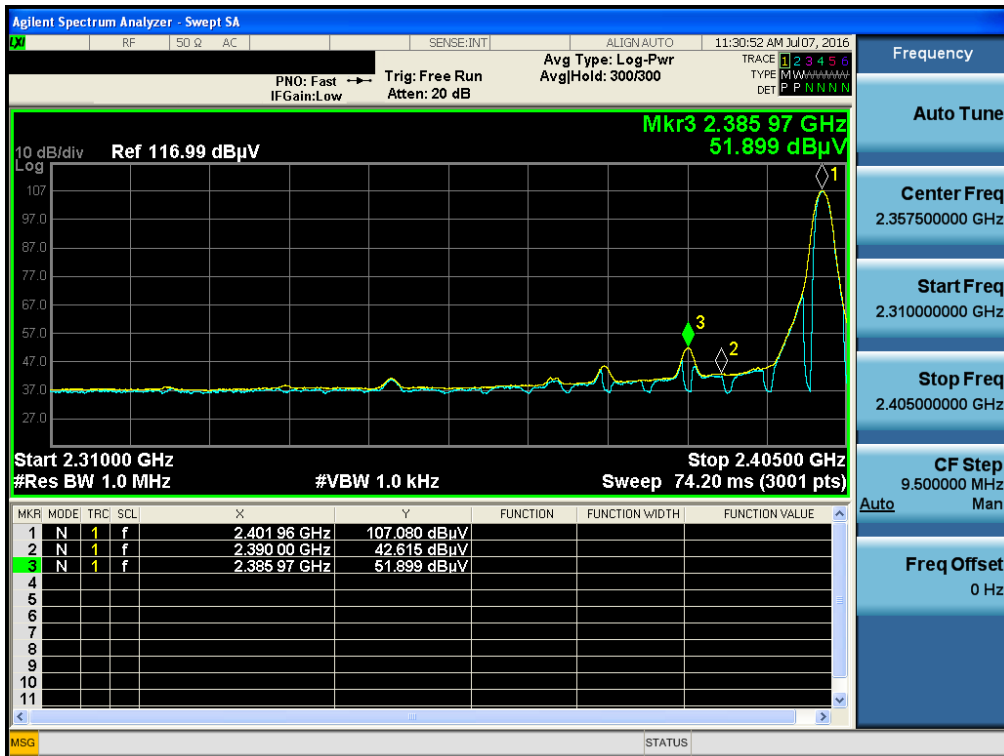 Agilent Spectrum Analyzer - Swept SA
LXI RF 50 Ω AC SENSE:INT ALIGN AUTO 11:30:52 AM Jul 07, 2016
PNO: Fast IFGain:Low
Trig: Free Run
Atten: 20 dB
Avg Type: Log-Pwr
Avg|Hold: 300/300
TRACE 1 2 3 4 5 6
TYPE M W
DET P P N N N N
Mkr3 2.385 97 GHz
51.899 dBµV
10 dB/div Ref 116.99 dBµV
Log
1
107
97.0
87.0
77.0
67.0
57.0
47.0
37.0
27.0
3
2
Start 2.31000 GHz Stop 2.40500 GHz
#Res BW 1.0 MHz #VBW 1.0 kHz Sweep 74.20 ms (3001 pts)
MKR MODE TRC SCL X Y FUNCTION FUNCTION WIDTH FUNCTION VALUE
1 N 1 f 2.401 96 GHz 107.080 dBµV
2 N 1 f 2.390 00 GHz 42.615 dBµV
3 N 1 f 2.385 97 GHz 51.899 dBµV
4
5
6
7
8
9
10
11
MSG STATUS
Frequency
Auto Tune
Center Freq
2.357500000 GHz
Start Freq
2.310000000 GHz
Stop Freq
2.405000000 GHz
CF Step
9.500000 MHz
Auto Man
Freq Offset
0 Hz